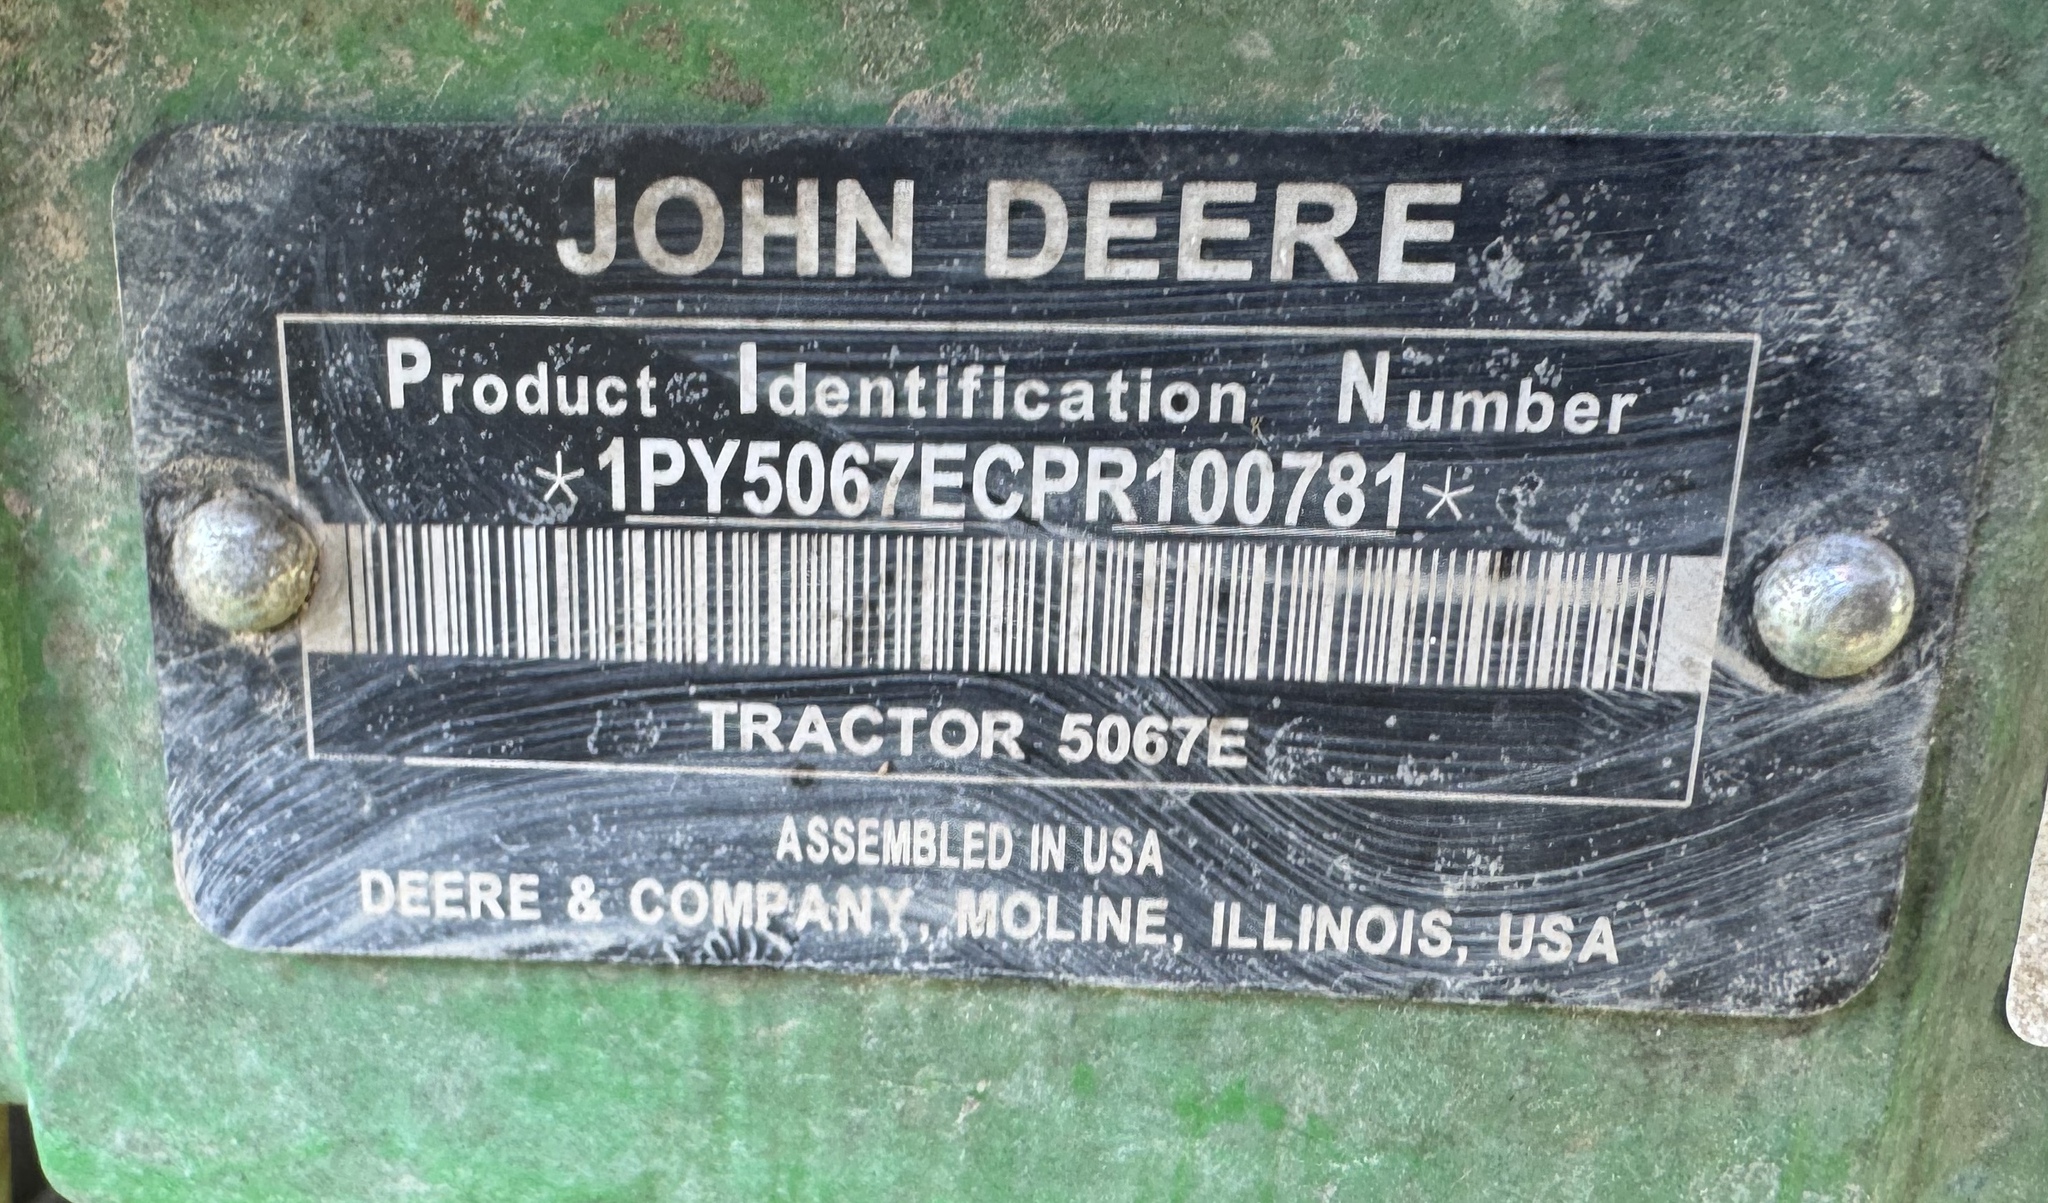 JOHN DEERE
Product Identification Number
*1PY5067ECPR100781*
TRACTOR 5067E
ASSEMBLED IN USA
DEERE & COMPANY, MOLINE, ILLINOIS, USA